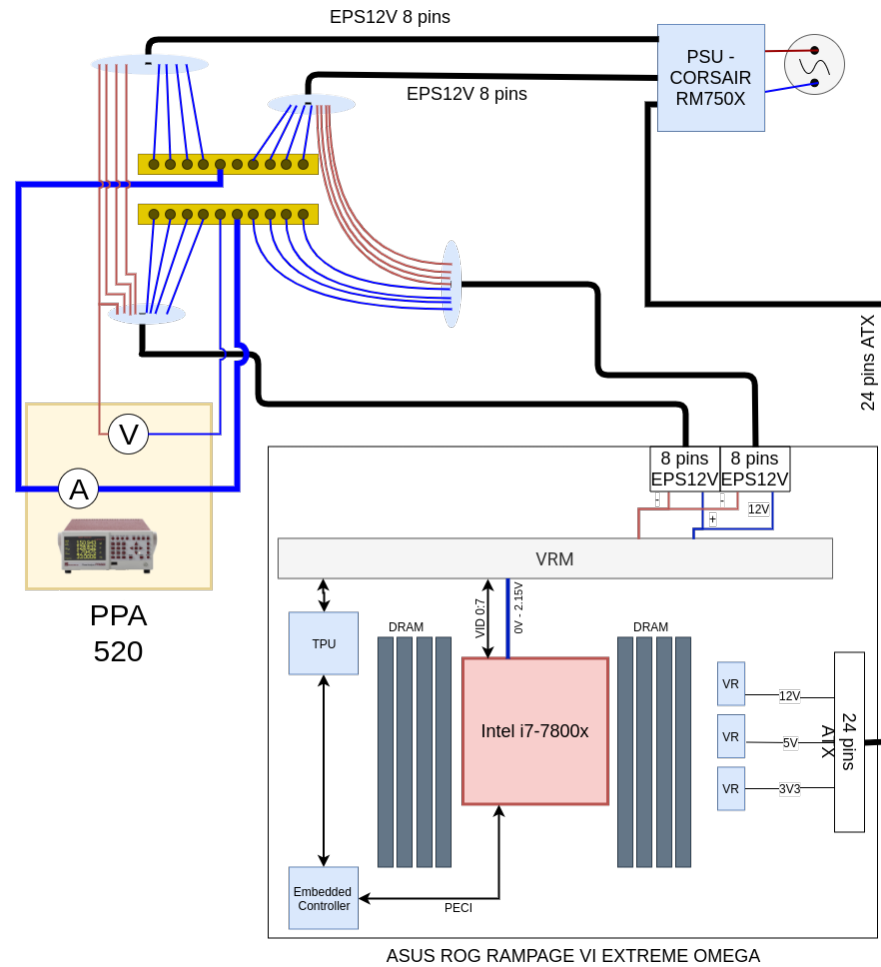 EPS12V 8 pins
EPS12V 8 pins
PSU -
CORSAIR
RM750X
24 pins ATX
V
A
PPA
520
8 pins
EPS12V
8 pins
EPS12V
-
+
-
12V
VRM
VID 0:7
0V - 2.15V
TPU
DRAM
DRAM
Intel i7-7800x
VR
12V
VR
5V
VR
3V3
24 pins
ATX
Embedded
Controller
PECI
ASUS ROG RAMPAGE VI EXTREME OMEGA